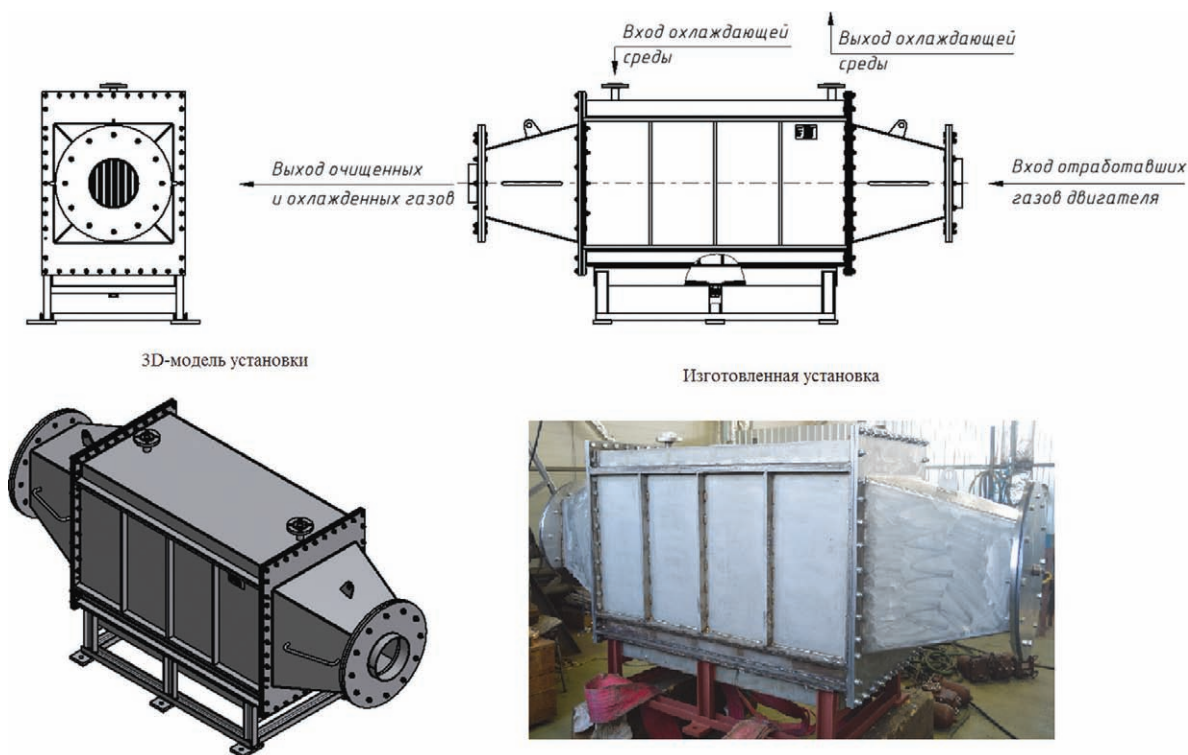 Вход охлаждающей
среды
Выход охлаждающей
среды
Выход очищенных
и охлажденных газов
Вход отработавших
газов двигателя
3D-модель установки
Изготовленная установка